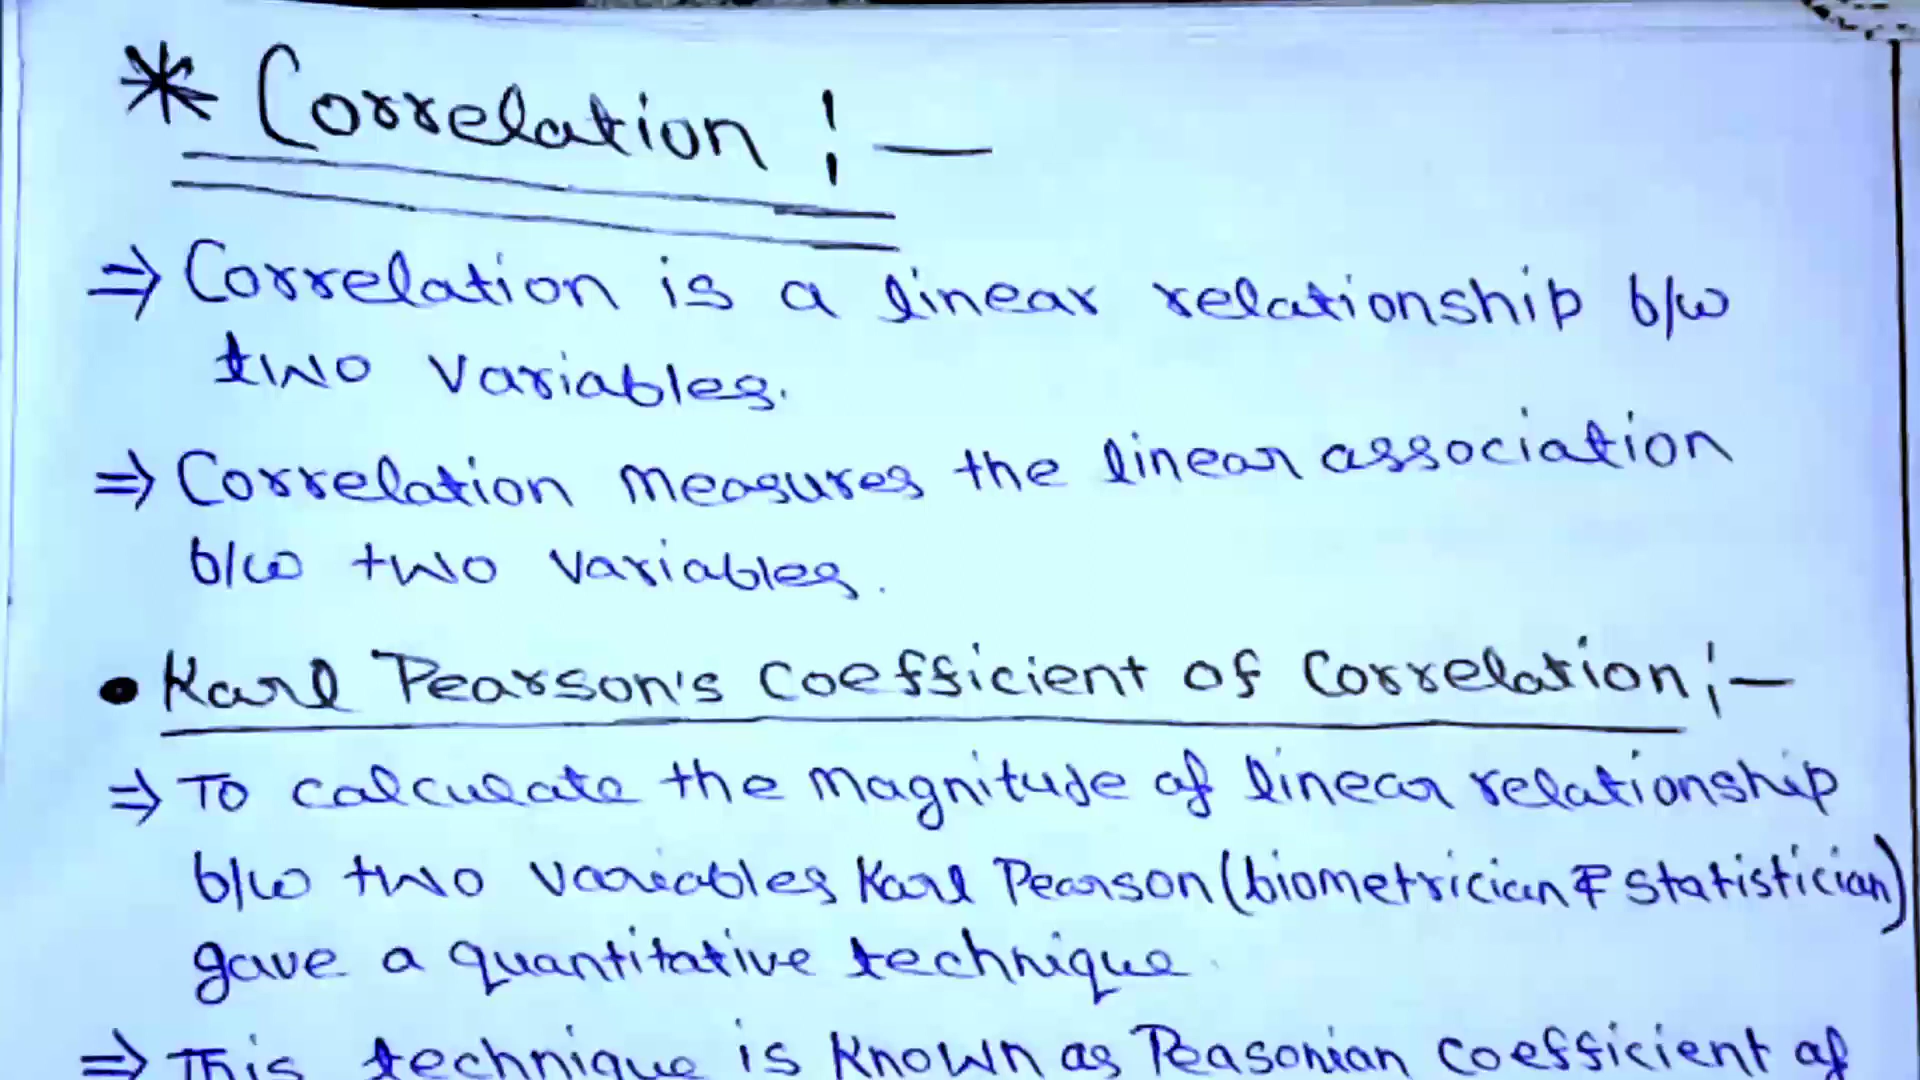 * Correlation :—
⇒ Correlation is a linear relationship b/w
two variables.
⇒ Correlation measures the linear association
b/w two variables.
• Karl Pearson's Coefficient of Correlation :—
⇒ To calculate the magnitude of linear relationship
b/w two variables Karl Pearson (biometrician & statistician)
gave a quantitative technique
⇒ This technique is known as Peasonian coefficient of